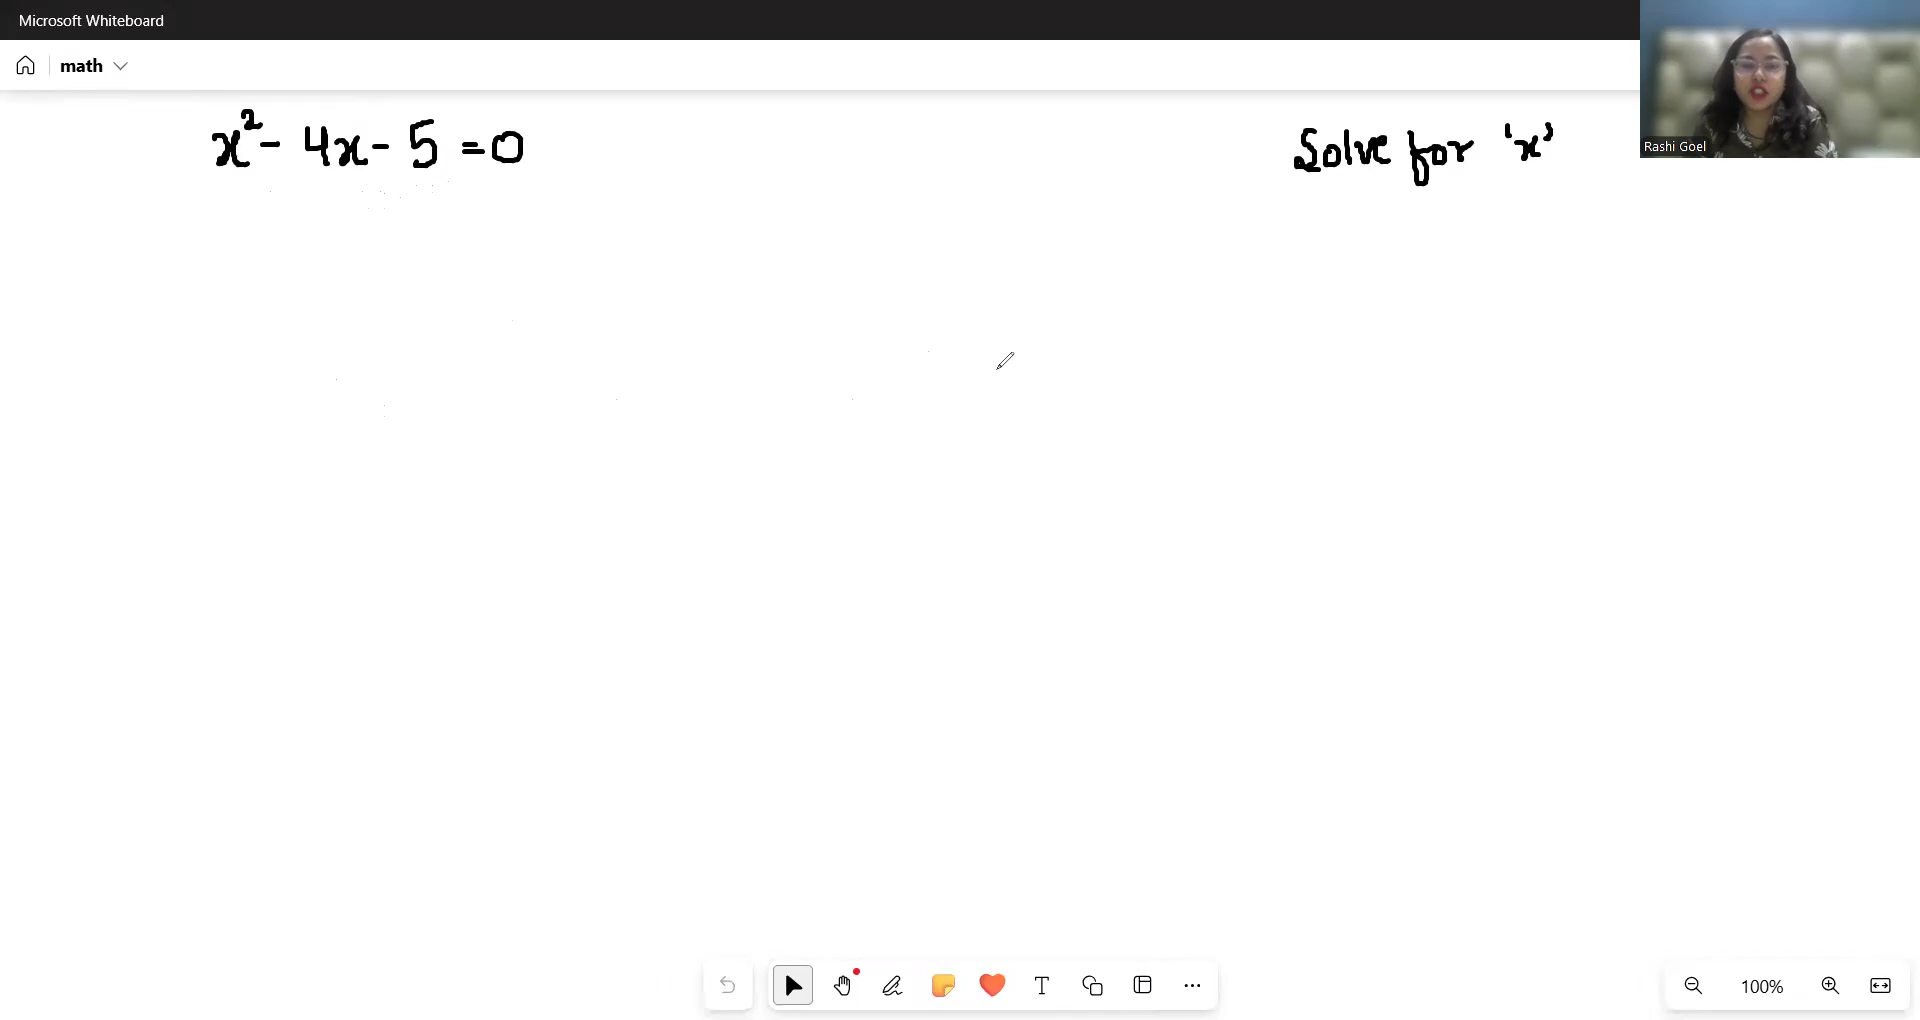 Microsoft Whiteboard
math
x² - 4x - 5 = 0
Solve for 'x'
Rashi Goel
T
100%